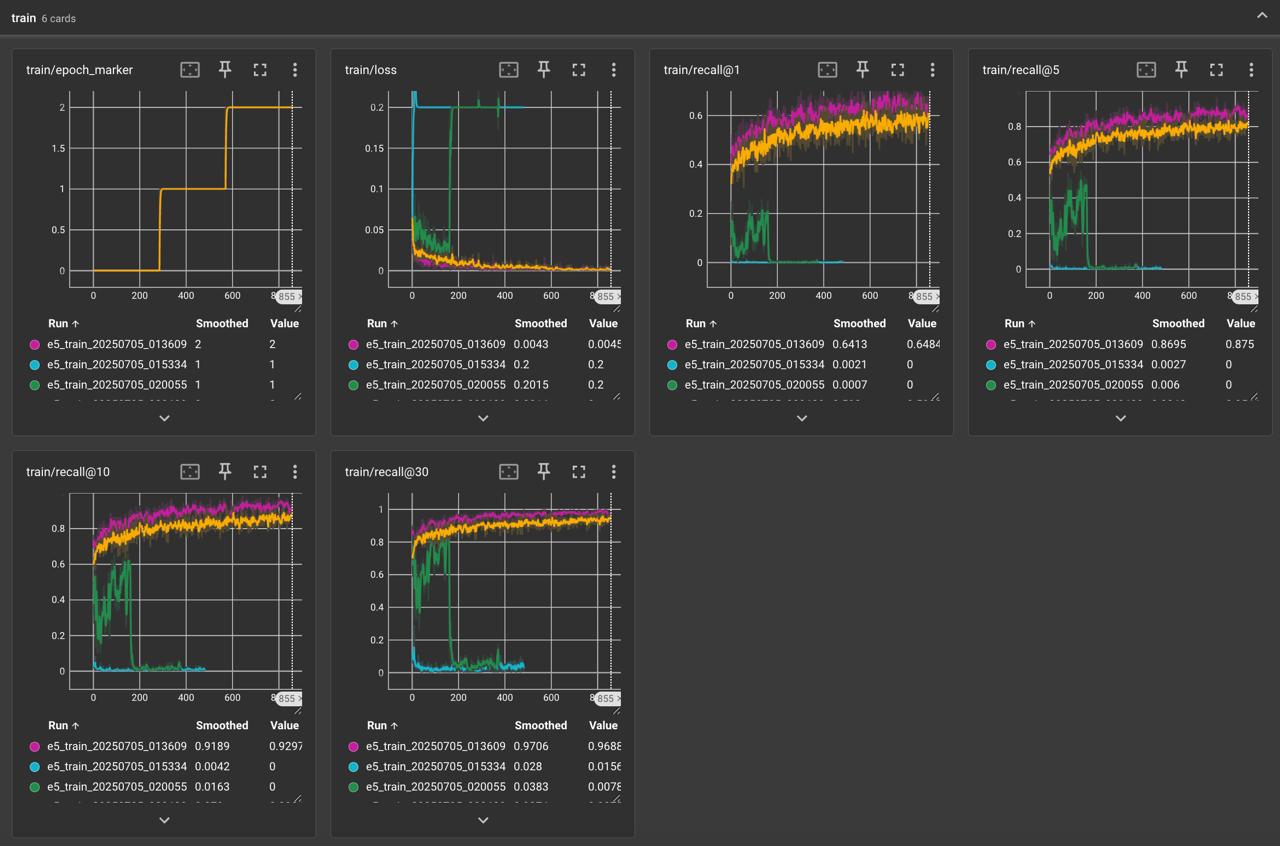 train 6 cards
train/epoch_marker
2
1.5
1
0.5
0
0 200 400 600 855
Run ↑ Smoothed Value
e5_train_20250705_013609 2 2
e5_train_20250705_015334 1 1
e5_train_20250705_020055 1 1
train/loss
0.2
0.15
0.1
0.05
0
0 200 400 600 855
Run ↑ Smoothed Value
e5_train_20250705_013609 0.0043 0.0045
e5_train_20250705_015334 0.2 0.2
e5_train_20250705_020055 0.2015 0.2
train/recall@1
0.6
0.4
0.2
0
0 200 400 600 855
Run ↑ Smoothed Value
e5_train_20250705_013609 0.6413 0.6484
e5_train_20250705_015334 0.0021 0
e5_train_20250705_020055 0.0007 0
train/recall@5
0.8
0.6
0.4
0.2
0
0 200 400 600 855
Run ↑ Smoothed Value
e5_train_20250705_013609 0.8695 0.875
e5_train_20250705_015334 0.0027 0
e5_train_20250705_020055 0.006 0
train/recall@10
0.8
0.6
0.4
0.2
0
0 200 400 600 855
Run ↑ Smoothed Value
e5_train_20250705_013609 0.9189 0.9297
e5_train_20250705_015334 0.0042 0
e5_train_20250705_020055 0.0163 0
train/recall@30
1
0.8
0.6
0.4
0.2
0
0 200 400 600 855
Run ↑ Smoothed Value
e5_train_20250705_013609 0.9706 0.9688
e5_train_20250705_015334 0.028 0.0156
e5_train_20250705_020055 0.0383 0.0078